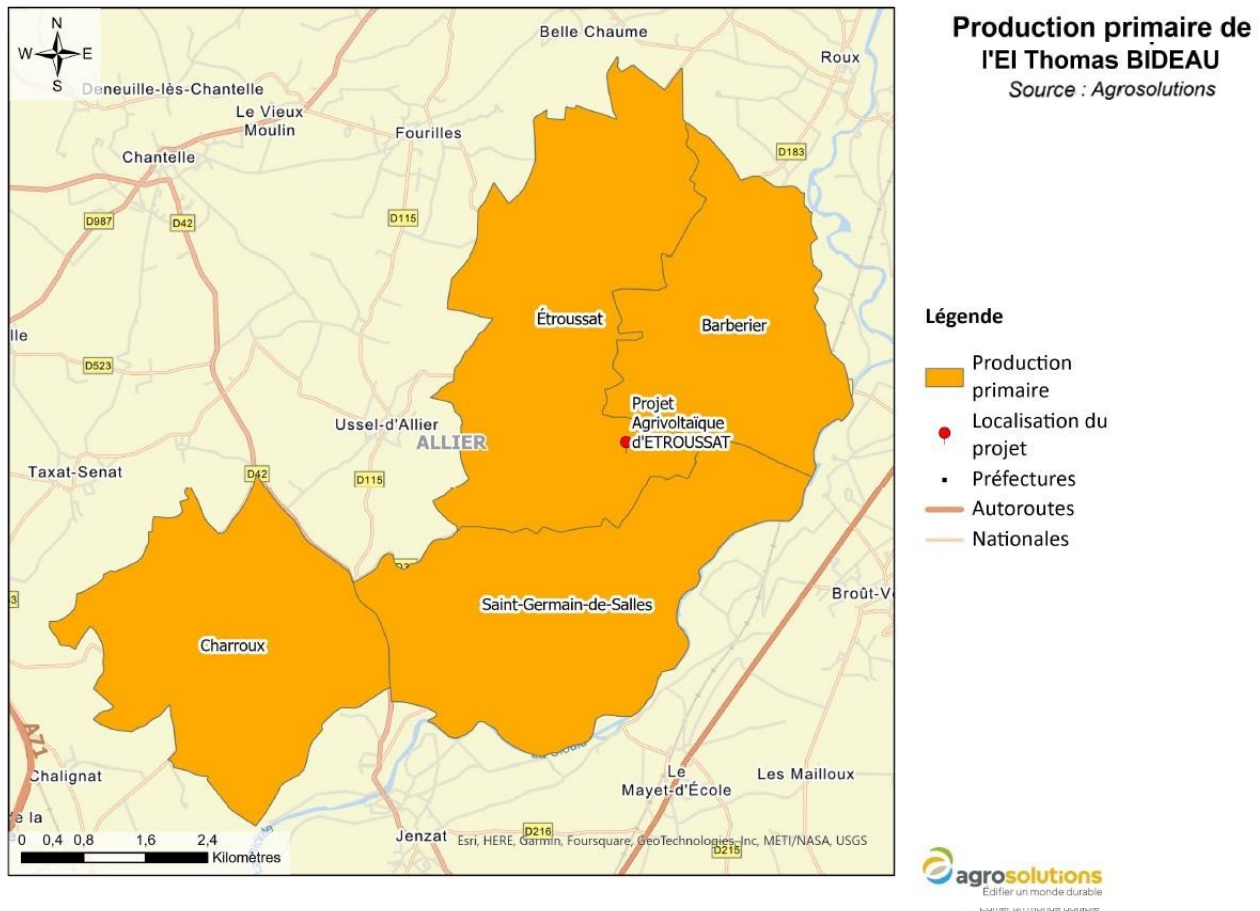 Production primaire de
l'EI Thomas BIDEAU
Source : Agrosolutions
N
W
E
S
Belle Chaume
Roux
Deneuille-lès-Chantelle
Le Vieux
Moulin
Fourilles
Chantelle
D183
D987
D42
D115
Étroussat
Barberier
lle
D523
Projet
Agrivoltaïque
d'ETROUSSAT
Ussel-d'Allier
ALLIER
Taxat-Senat
D42
D115
Saint-Germain-de-Salles
Broût-V
Charroux
A71
Chalignat
Le
Mayet-d'École
Les Mailloux
e la
Jenzat
D216
D215
0 0,4 0,8 1,6 2,4
Kilomètres
Esri, HERE, Garmin, Foursquare, GeoTechnologies, Inc, METI/NASA, USGS
Légende
Production
primaire
Localisation du
projet
Préfectures
Autoroutes
Nationales
agrosolutions
Édifier un monde durable